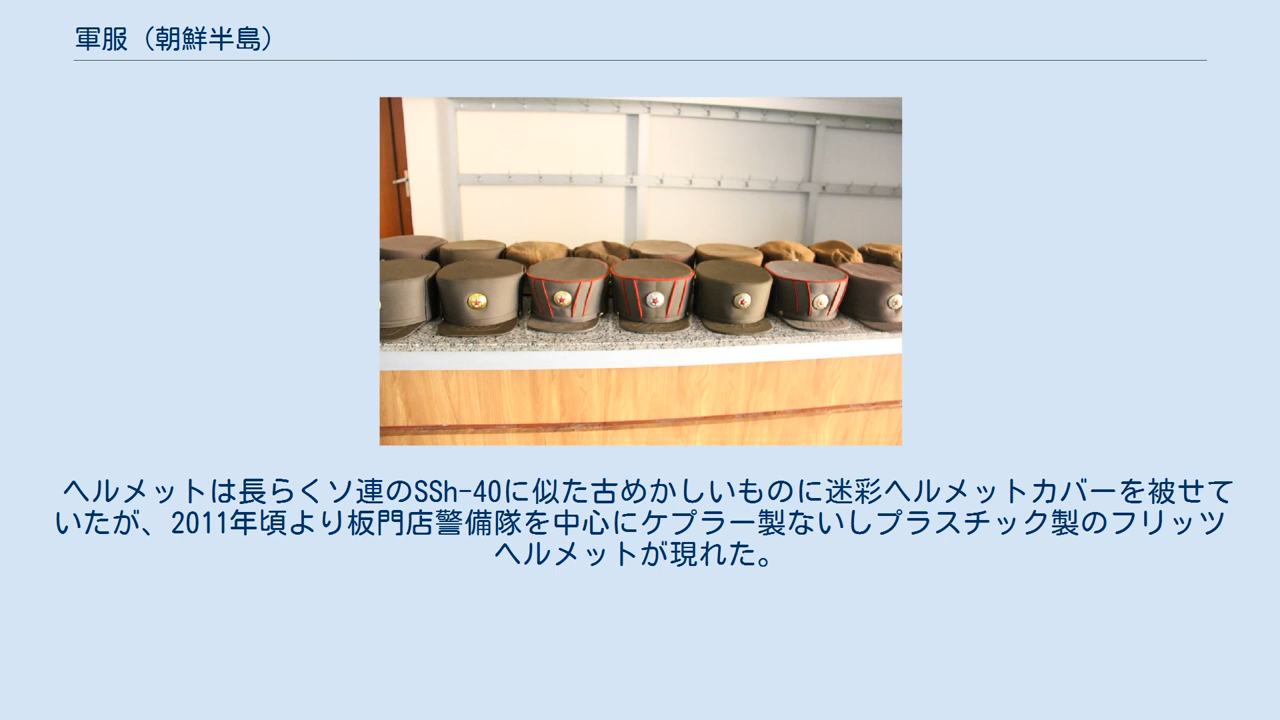 軍服（朝鮮半島）
ヘルメットは長らくソ連のSSh-40に似た古めかしいものに迷彩ヘルメットカバーを被せて
いたが、2011年頃より板門店警備隊を中心にケプラー製ないしプラスチック製のフリッツ
ヘルメットが現れた。